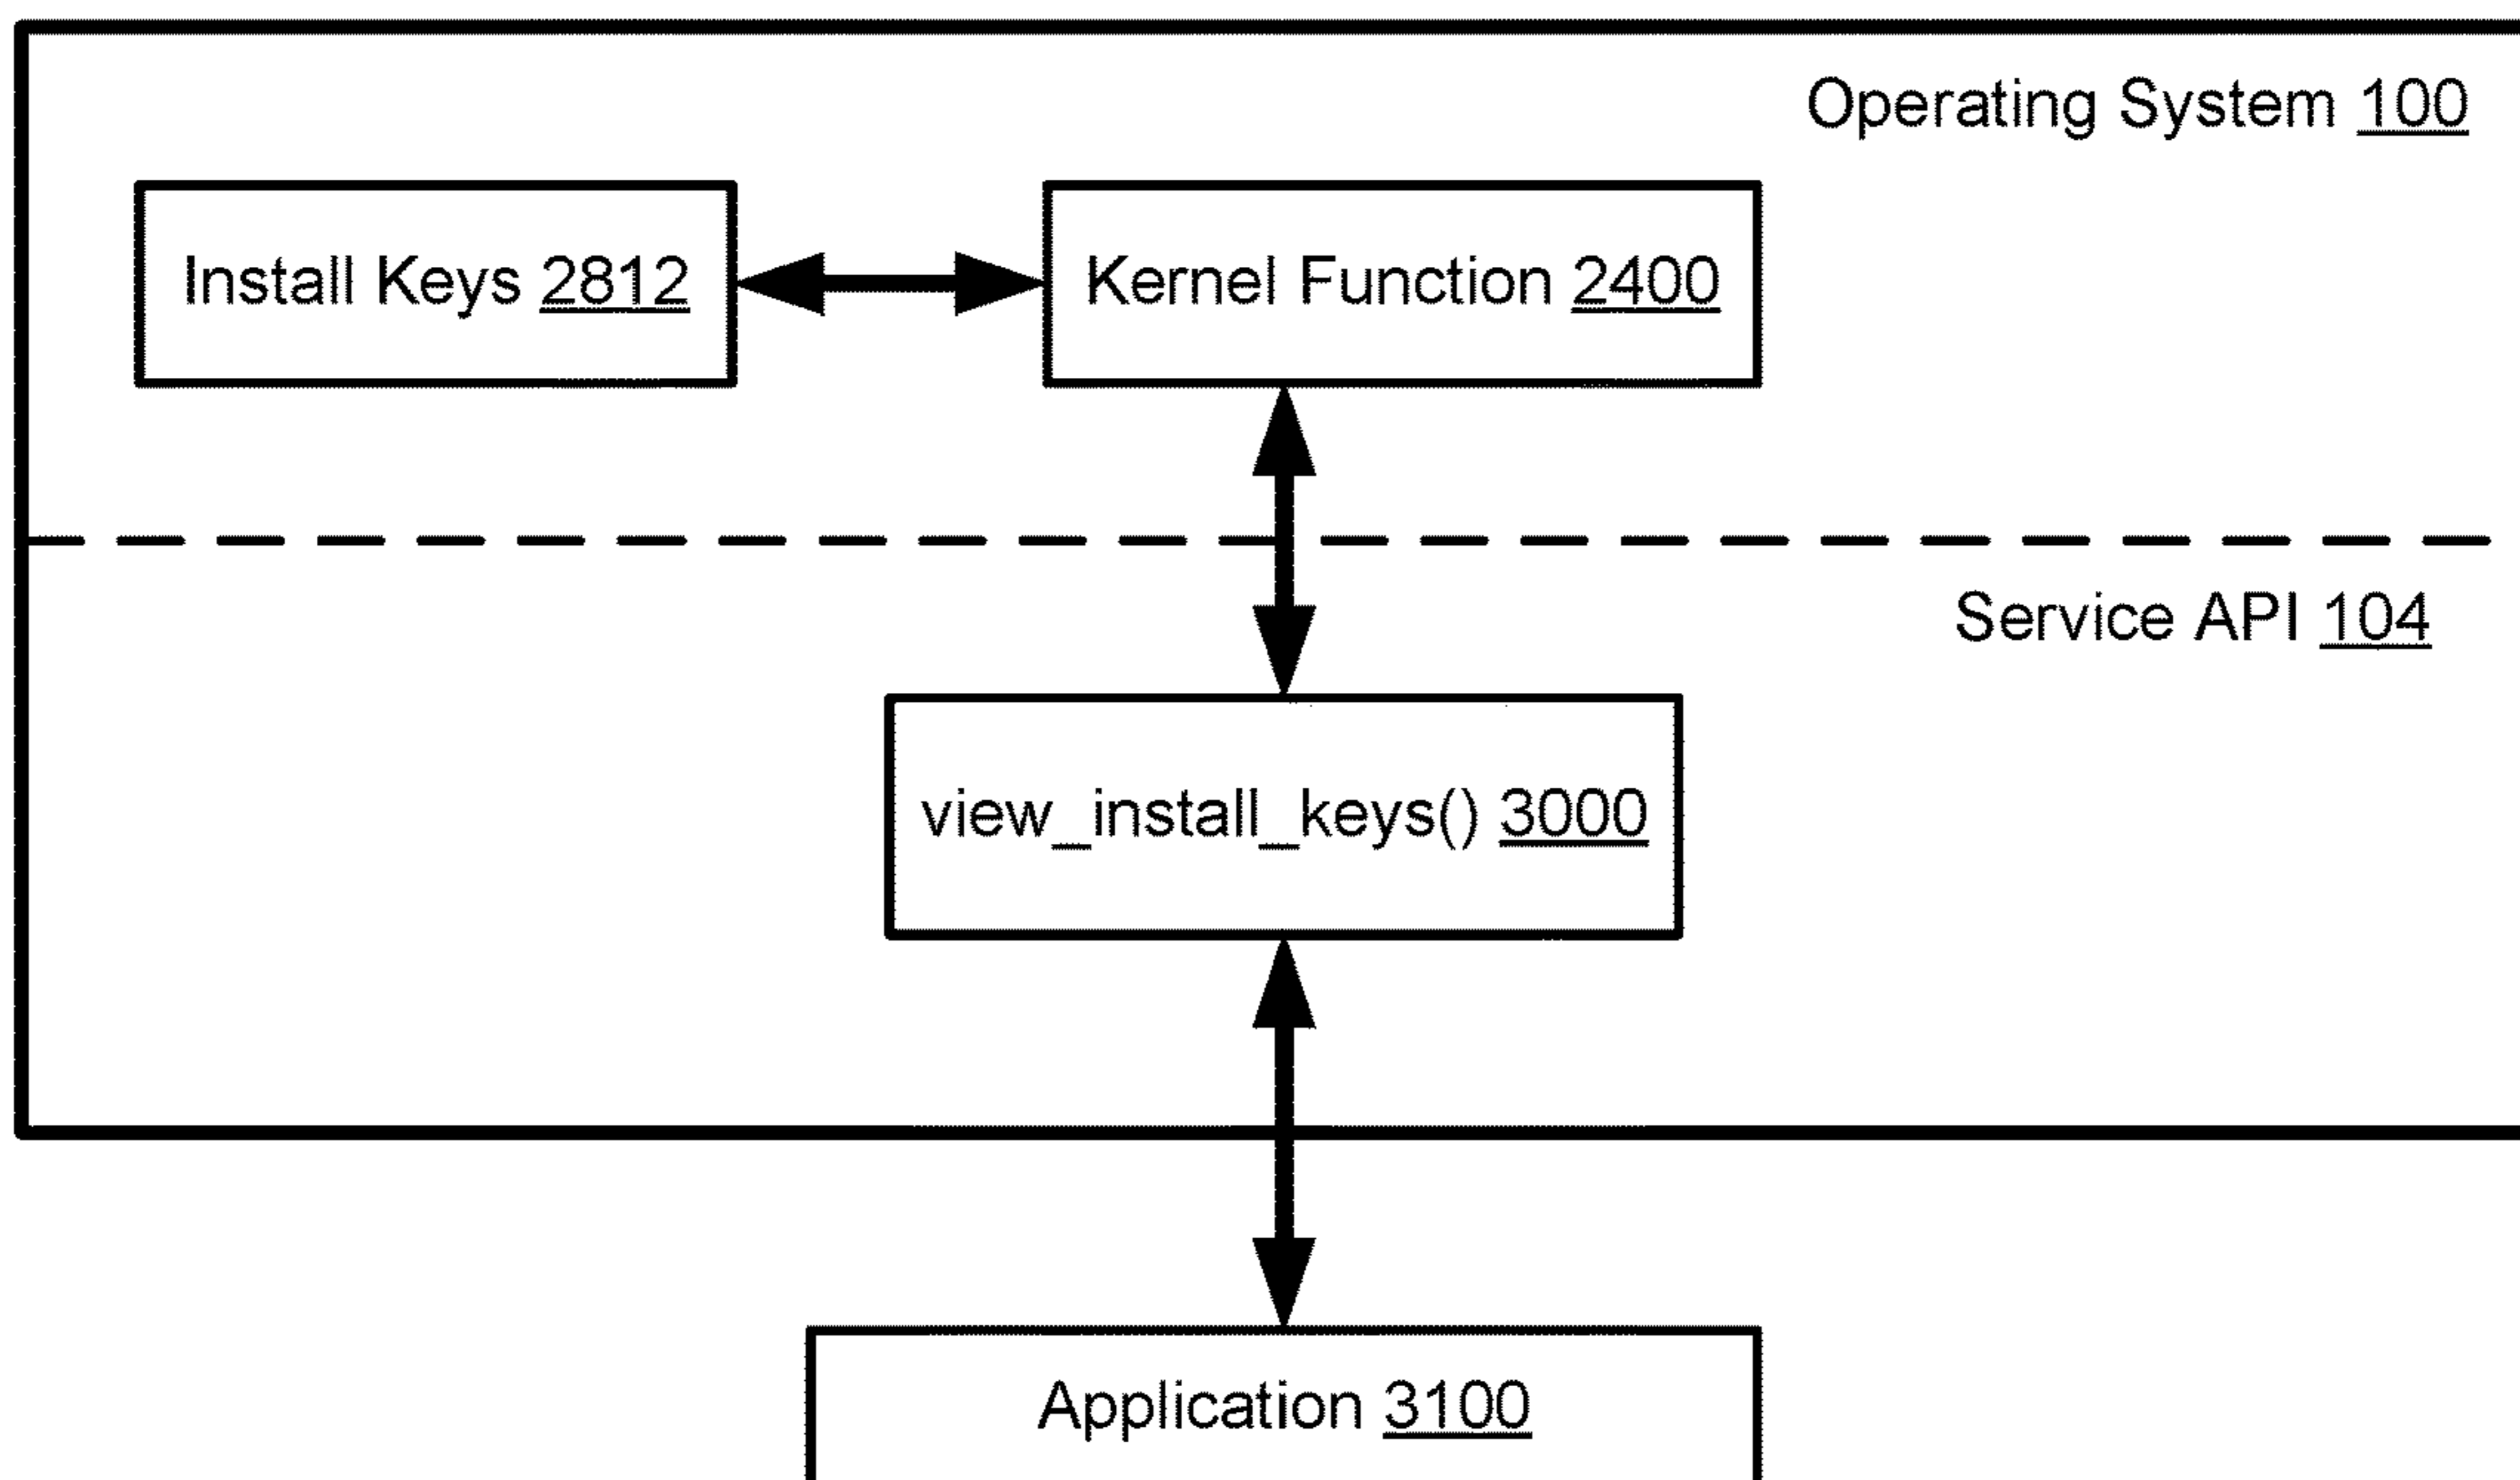 Operating System 100
Install Keys 2812
Kernel Function 2400
Service API 104
view_install_keys() 3000
Application 3100